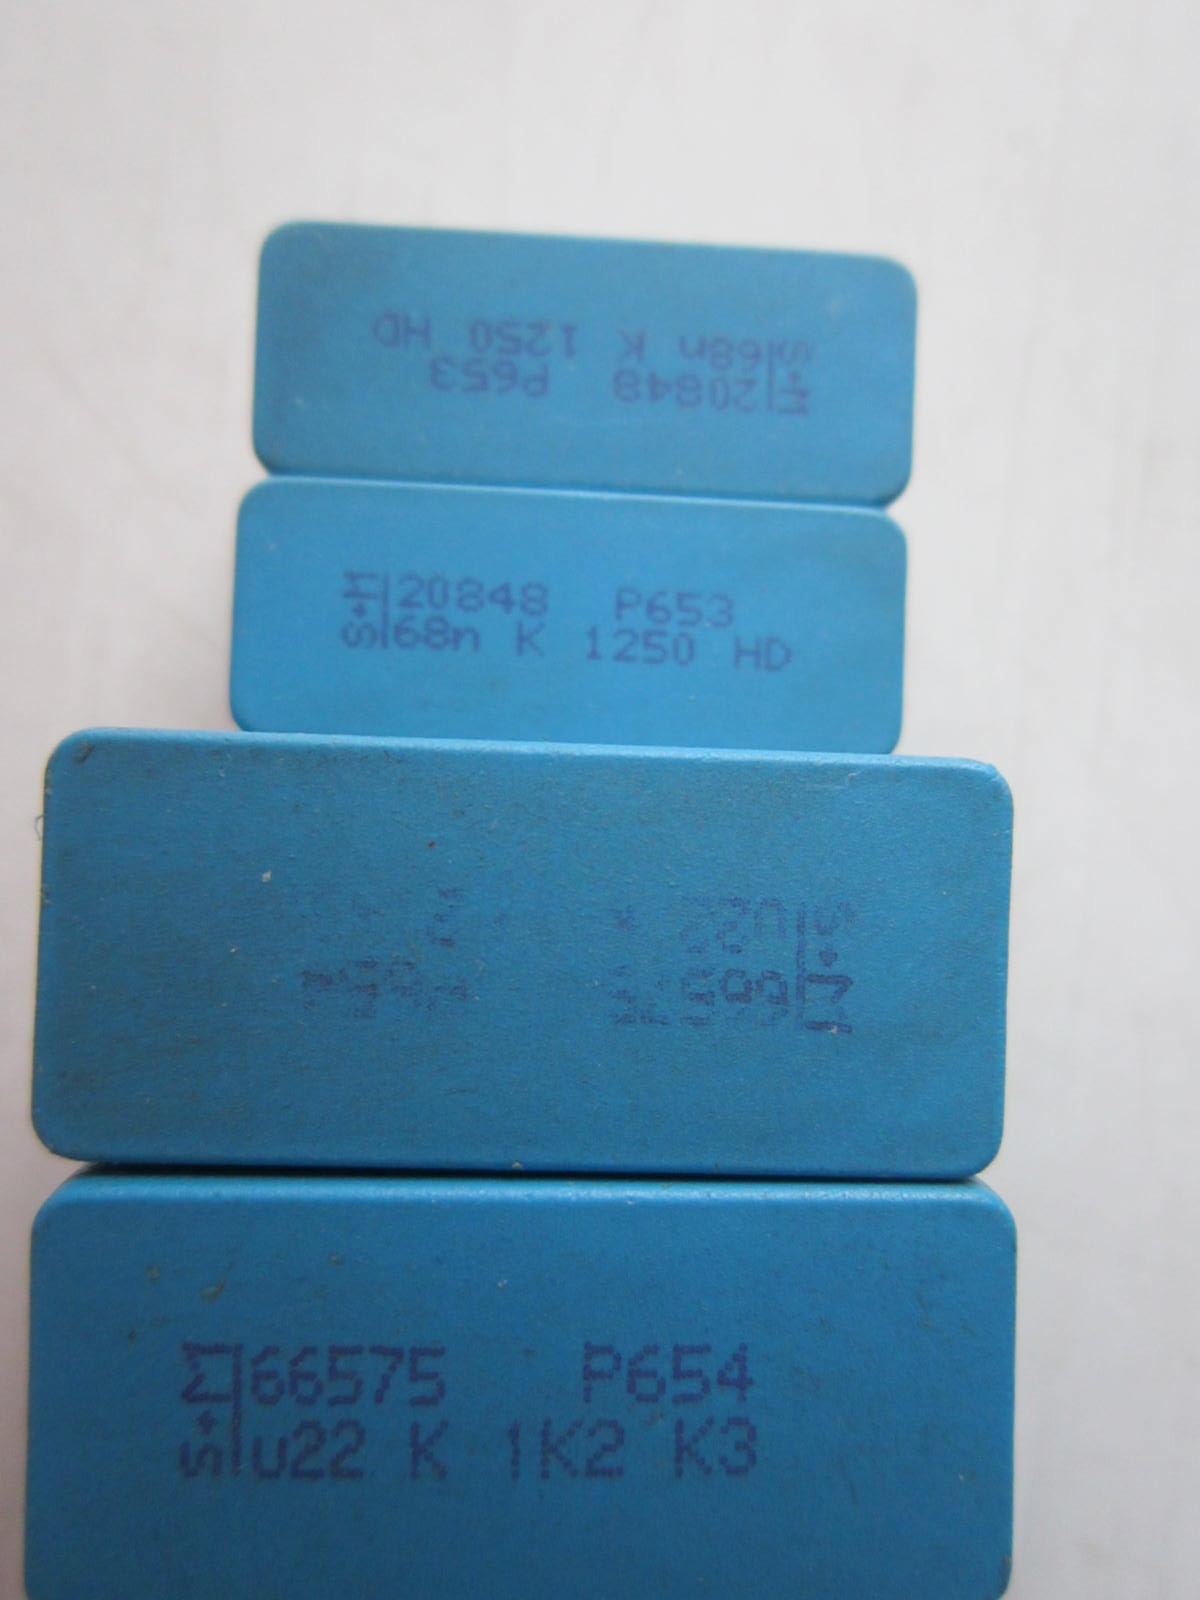 S+M 20848 P653
68n K 1250 HD
S+M 20848 P653
68n K 1250 HD
S+M 66575 P654
u22 K 1K2 K3